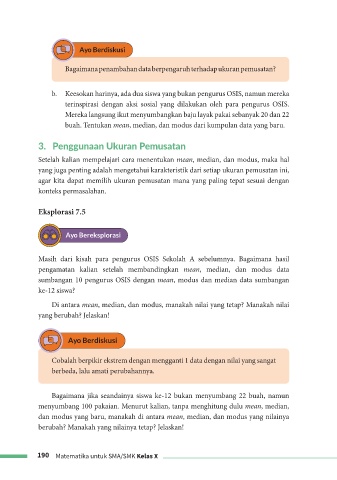 Ayo Berdiskusi
Bagaimana penambahan data berpengaruh terhadap ukuran pemusatan?
b. Keesokan harinya, ada dua siswa yang bukan pengurus OSIS, namun mereka
terinspirasi dengan aksi sosial yang dilakukan oleh para pengurus OSIS.
Mereka langsung ikut menyumbangkan baju layak pakai sebanyak 20 dan 22
buah. Tentukan mean, median, dan modus dari kumpulan data yang baru.
3. Penggunaan Ukuran Pemusatan
Setelah kalian mempelajari cara menentukan mean, median, dan modus, maka hal
yang juga penting adalah mengetahui karakteristik dari setiap ukuran pemusatan ini,
agar kita dapat memilih ukuran pemusatan mana yang paling tepat sesuai dengan
konteks permasalahan.
Eksplorasi 7.5
Ayo Bereksplorasi
Masih dari kisah para pengurus OSIS Sekolah A sebelumnya. Bagaimana hasil
pengamatan kalian setelah membandingkan mean, median, dan modus data
sumbangan 10 pengurus OSIS dengan mean, modus dan median data sumbangan
ke-12 siswa?
Di antara mean, median, dan modus, manakah nilai yang tetap? Manakah nilai
yang berubah? Jelaskan!
Ayo Berdiskusi
Cobalah berpikir ekstrem dengan mengganti 1 data dengan nilai yang sangat
berbeda, lalu amati perubahannya.
Bagaimana jika seandainya siswa ke-12 bukan menyumbang 22 buah, namun
menyumbang 100 pakaian. Menurut kalian, tanpa menghitung dulu mean, median,
dan modus yang baru, manakah di antara mean, median, dan modus yang nilainya
berubah? Manakah yang nilainya tetap? Jelaskan!
190 Matematika untuk SMA/SMK Kelas X